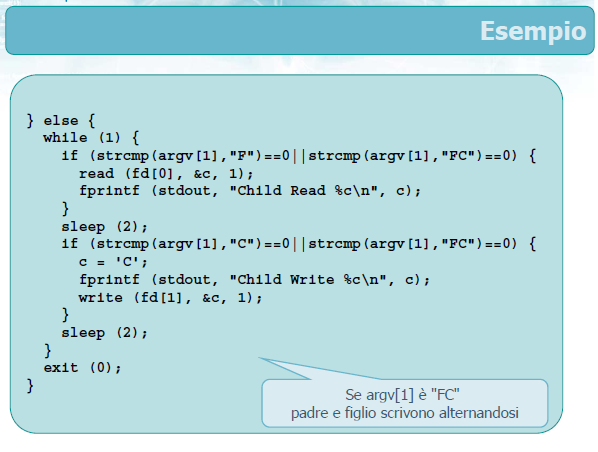 Esempio
} else {
  while (1) {
    if (strcmp(argv[1],"F")==0||strcmp(argv[1],"FC")==0) {
      read (fd[0], &c, 1);
      fprintf (stdout, "Child Read %c\n", c);
    }
    sleep (2);
    if (strcmp(argv[1],"C")==0||strcmp(argv[1],"FC")==0) {
      c = 'C';
      fprintf (stdout, "Child Write %c\n", c);
      write (fd[1], &c, 1);
    }
    sleep (2);
  }
  exit (0);
}
Se argv[1] è "FC"
padre e figlio scrivono alternandosi